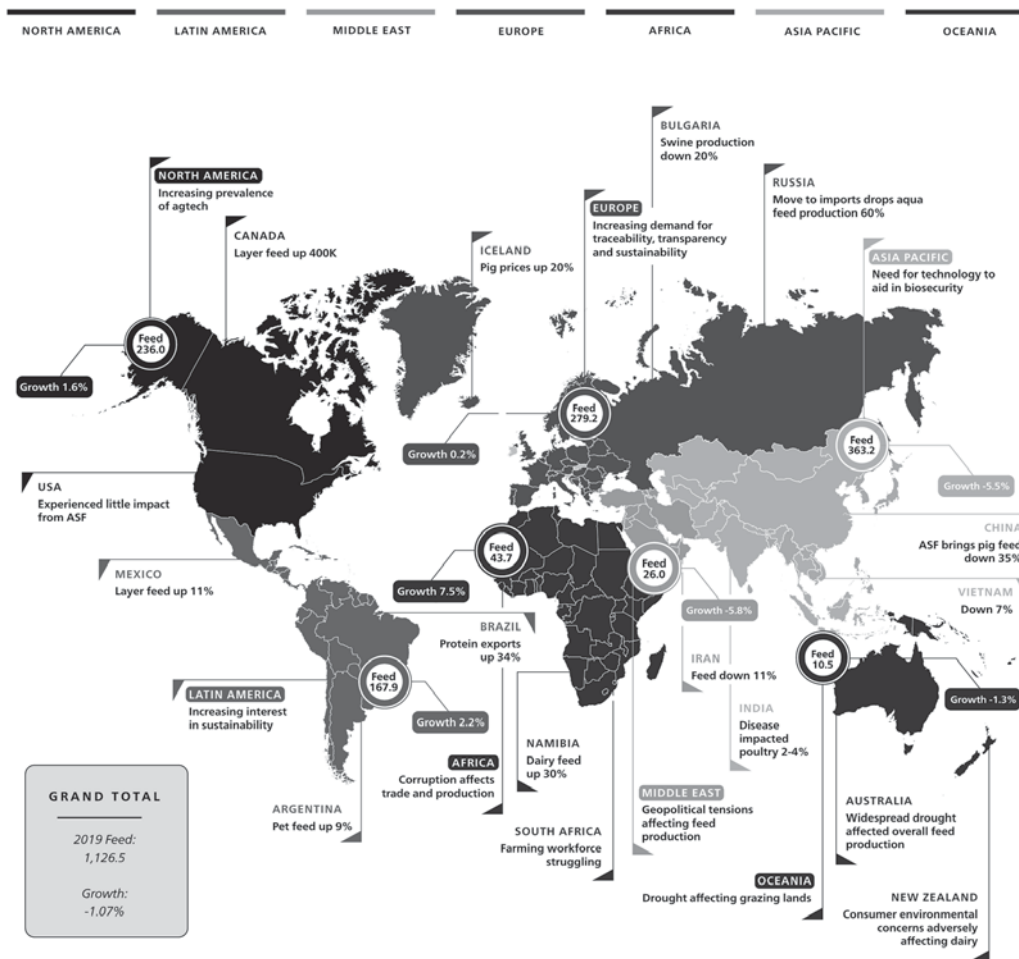 NORTH AMERICA
LATIN AMERICA
MIDDLE EAST
EUROPE
AFRICA
ASIA PACIFIC
OCEANIA
BULGARIA
Swine production
down 20%
NORTH AMERICA
Increasing prevalence
of agtech
RUSSIA
Move to imports drops aqua
feed production 60%
EUROPE
Increasing demand for
traceability, transparency
and sustainability
CANADA
Layer feed up 400K
ICELAND
Pig prices up 20%
ASIA PACIFIC
Need for technology to
aid in biosecurity
Feed
236.0
Growth 1.6%
Feed
279.2
Growth 0.2%
Feed
363.2
Growth -5.5%
USA
Experienced little impact
from ASF
CHINA
ASF brings pig feed
down 35%
Feed
43.7
Growth 7.5%
Feed
26.0
Growth -5.8%
MEXICO
Layer feed up 11%
VIETNAM
Down 7%
BRAZIL
Protein exports
up 34%
IRAN
Feed down 11%
Feed
10.5
Growth -1.3%
Feed
167.9
Growth 2.2%
LATIN AMERICA
Increasing interest
in sustainability
INDIA
Disease
impacted
poultry 2-4%
NAMIBIA
Dairy feed
up 30%
AFRICA
Corruption affects
trade and production
MIDDLE EAST
Geopolitical tensions
affecting feed
production
ARGENTINA
Pet feed up 9%
SOUTH AFRICA
Farming workforce
struggling
AUSTRALIA
Widespread drought
affected overall feed
production
OCEANIA
Drought affecting grazing lands
NEW ZEALAND
Consumer environmental
concerns adversely
affecting dairy
GRAND TOTAL
2019 Feed:
1,126.5
Growth:
-1.07%